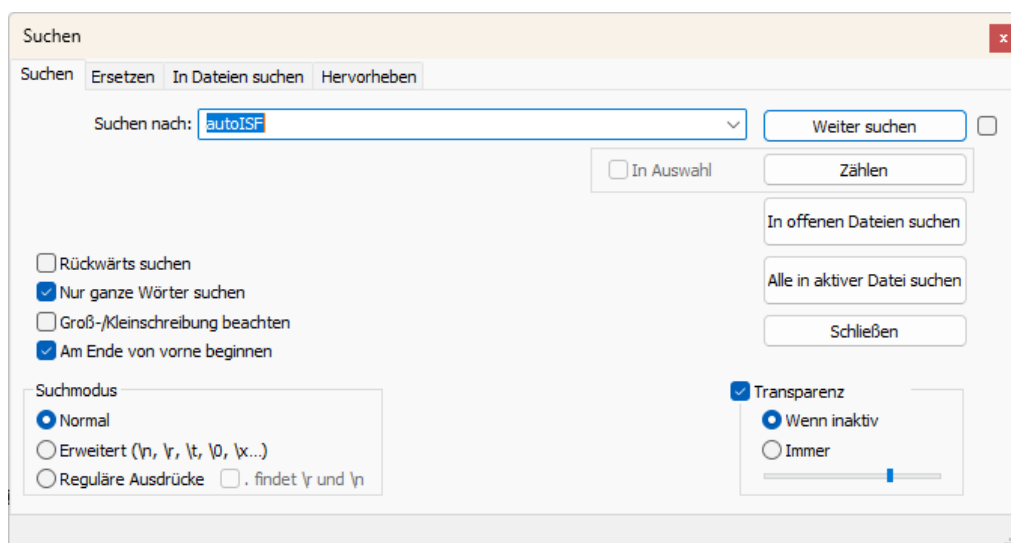 Suchen
Suchen Ersetzen In Dateien suchen Hervorheben
Suchen nach: autoISF Weiter suchen
In Auswahl Zählen
In offenen Dateien suchen
Rückwärts suchen
Nur ganze Wörter suchen Alle in aktiver Datei suchen
Groß-/Kleinschreibung beachten
Schließen
Am Ende von vorne beginnen
Suchmodus Transparenz
Normal Wenn inaktiv
Erweitert (\n, \r, \t, \0, \x...) Immer
Reguläre Ausdrücke . findet \r und \n